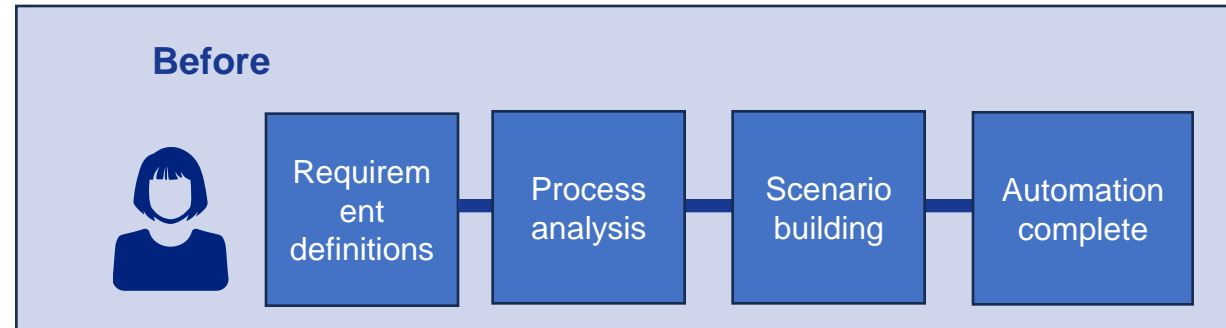 Before
Requirem
ent
definitions
Process
analysis
Scenario
building
Automation
complete